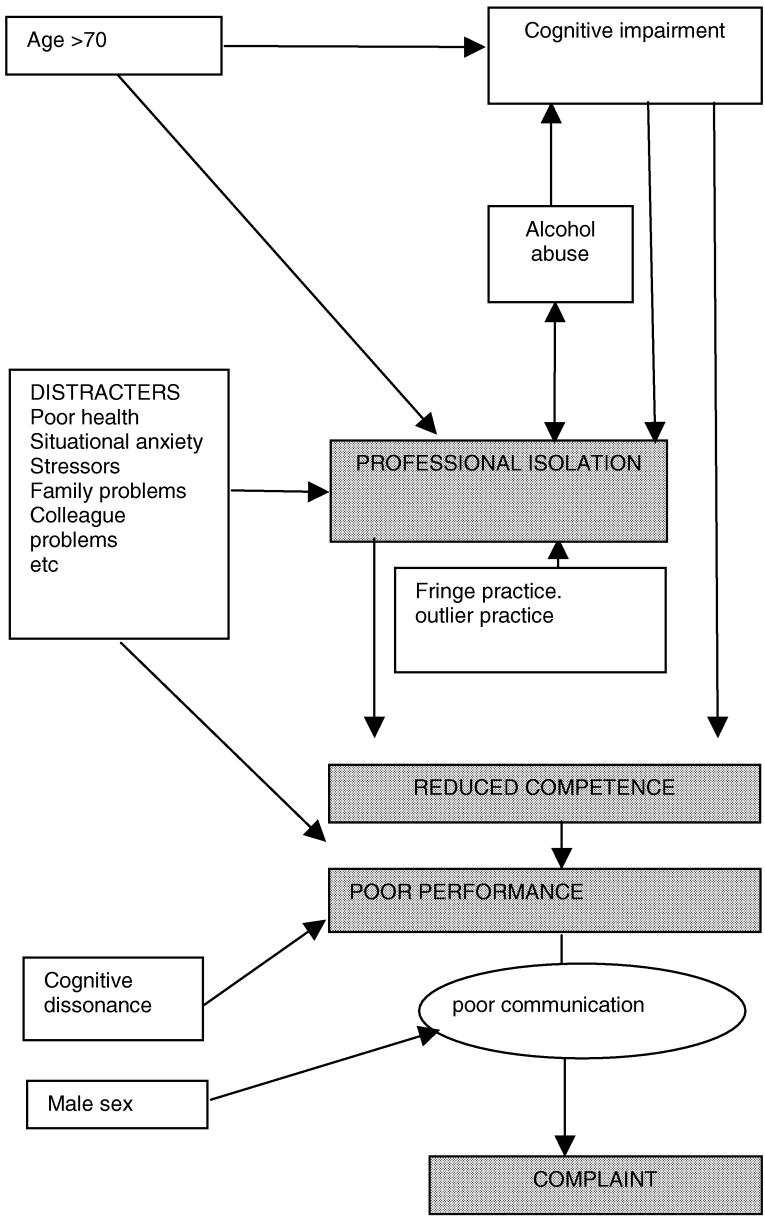 Age >70
Cognitive impairment
Alcohol
abuse
DISTRACTERS
Poor health
Situational anxiety
Stressors
Family problems
Colleague
problems
etc
PROFESSIONAL ISOLATION
Fringe practice.
outlier practice
REDUCED COMPETENCE
POOR PERFORMANCE
Cognitive
dissonance
poor communication
Male sex
COMPLAINT